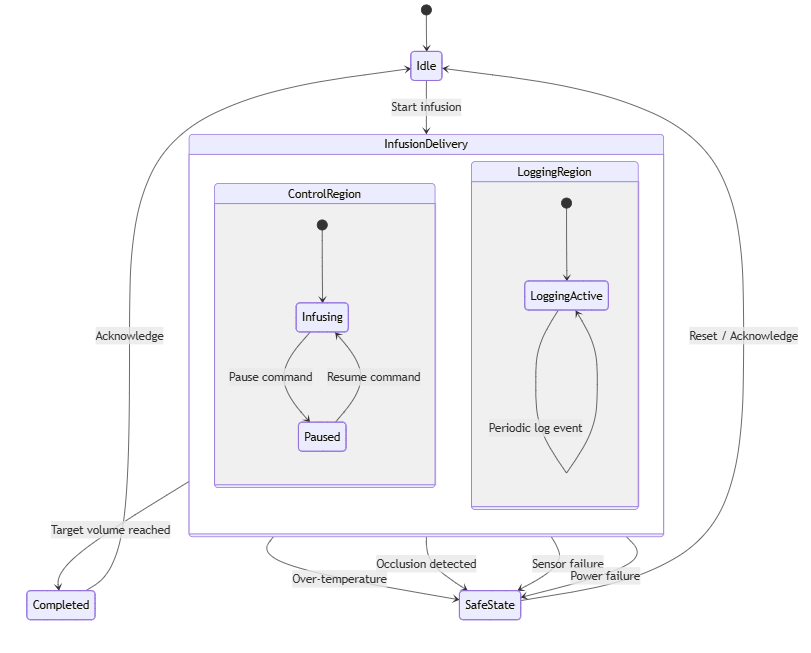 Idle
Start infusion
InfusionDelivery
LoggingRegion
ControlRegion
LoggingActive
Infusing
Acknowledge
Reset / Acknowledge
Pause command
Resume command
Periodic log event
Paused
Target volume reached
Occlusion detected
Sensor failure
Over-temperature
Power failure
Completed
SafeState